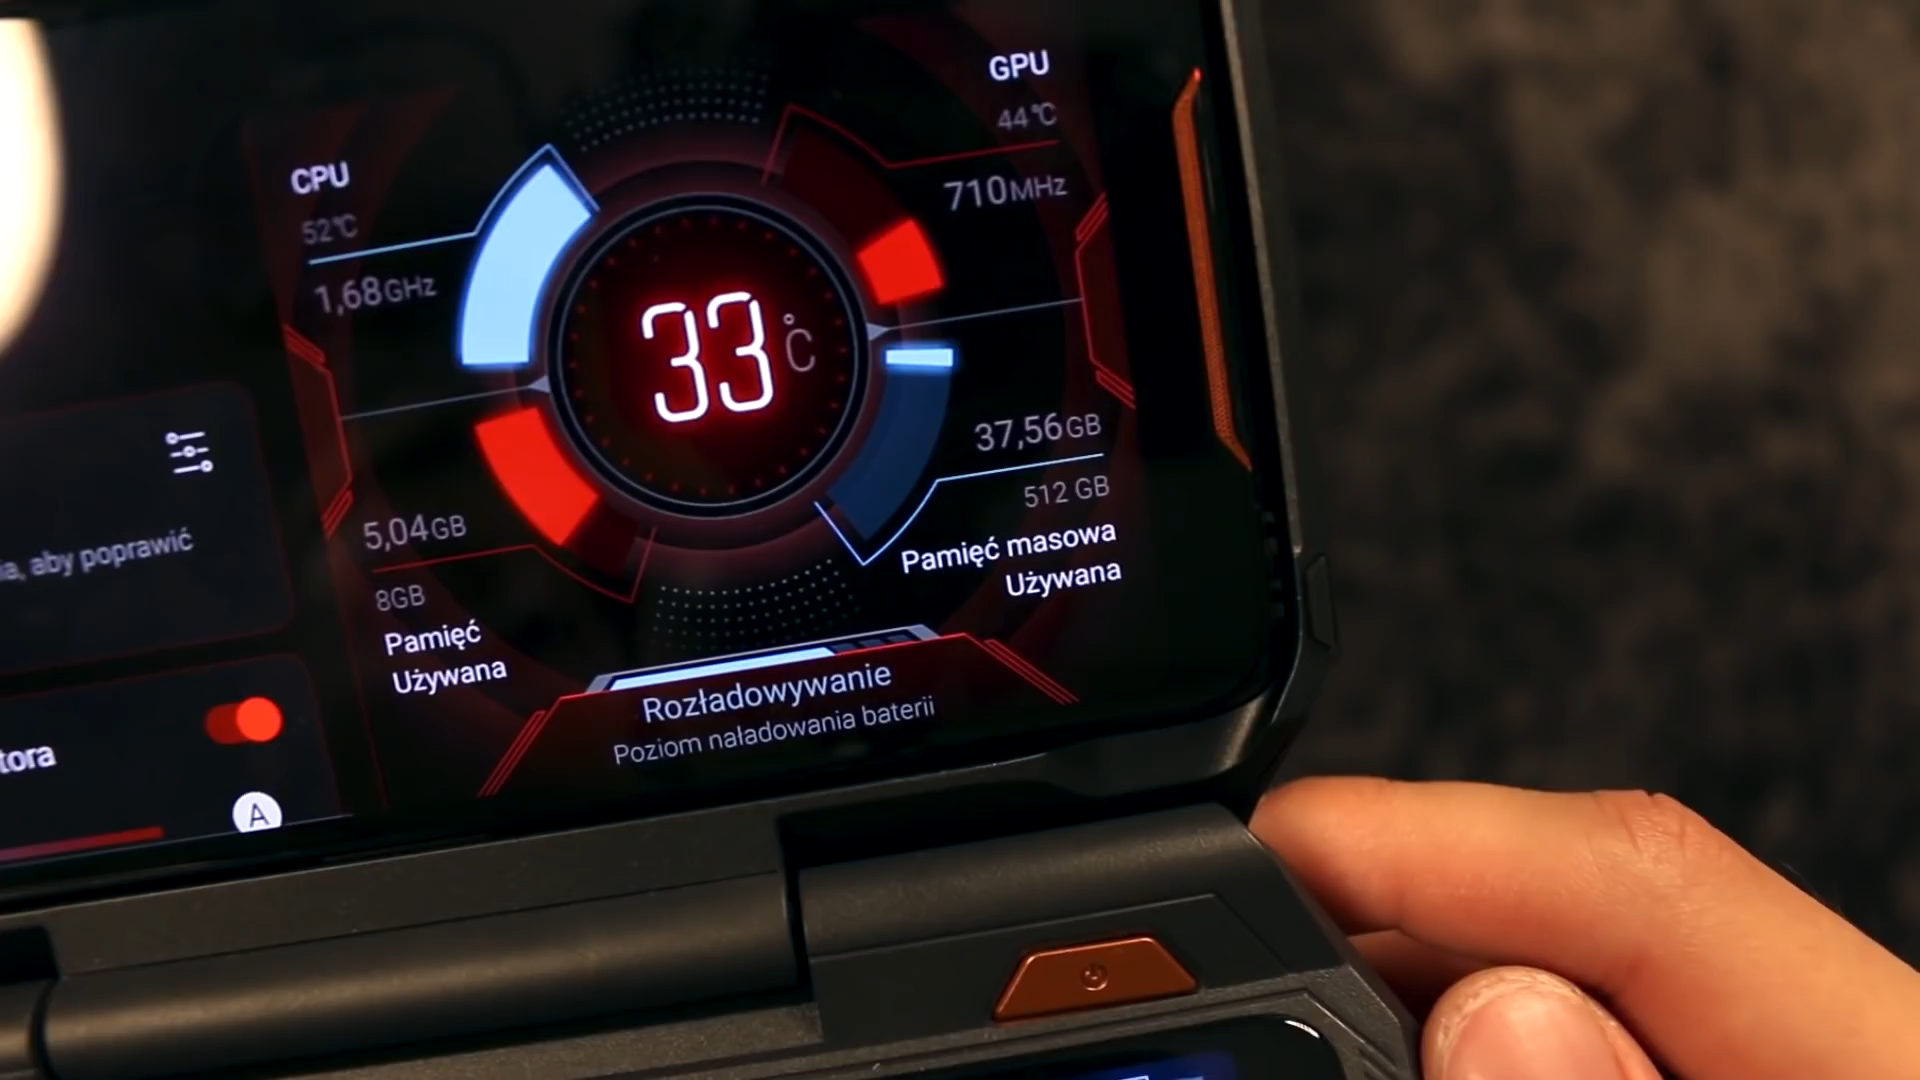 CPU
52°C
1,68GHz
GPU
44°C
710MHz
33°C
5,04GB
8GB
Pamięć
Używana
37,56GB
512 GB
Pamięć masowa
Używana
Rozładowywanie
Poziom naładowania baterii
ia, aby poprawić
tora
A